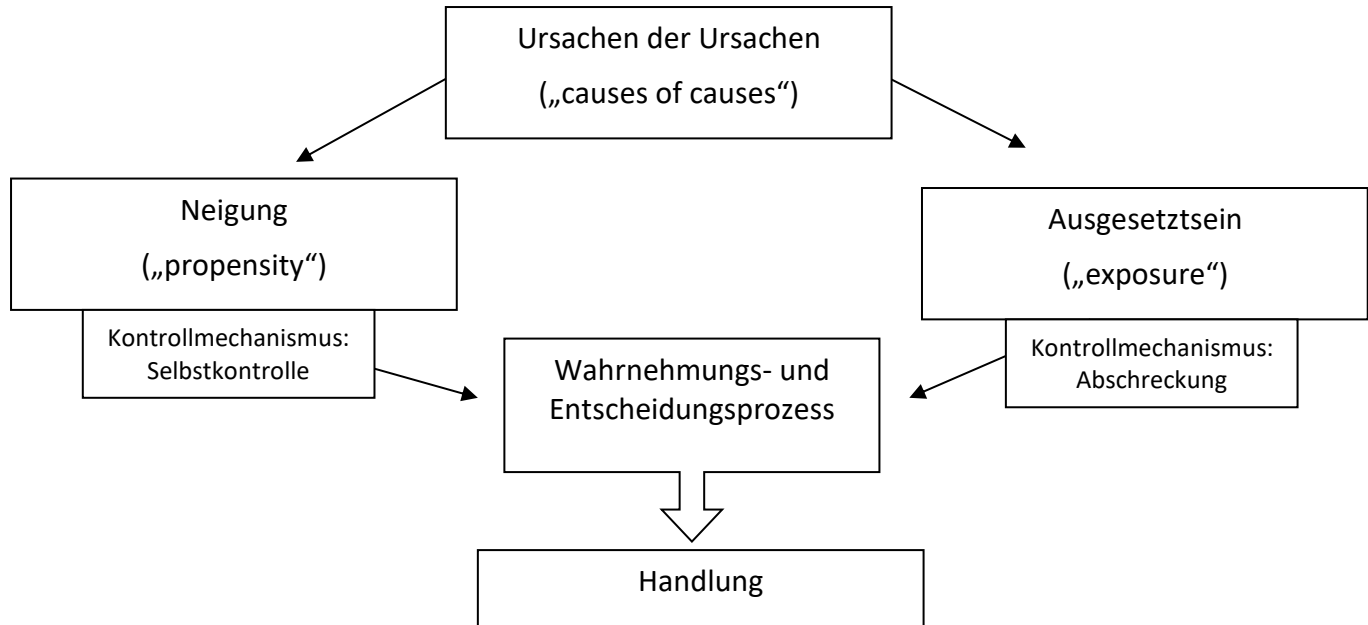 Ursachen der Ursachen
(„causes of causes“)
Neigung
(„propensity“)
Ausgesetztsein
(„exposure“)
Kontrollmechanismus:
Selbstkontrolle
Wahrnehmungs- und
Entscheidungsprozess
Kontrollmechanismus:
Abschreckung
Handlung